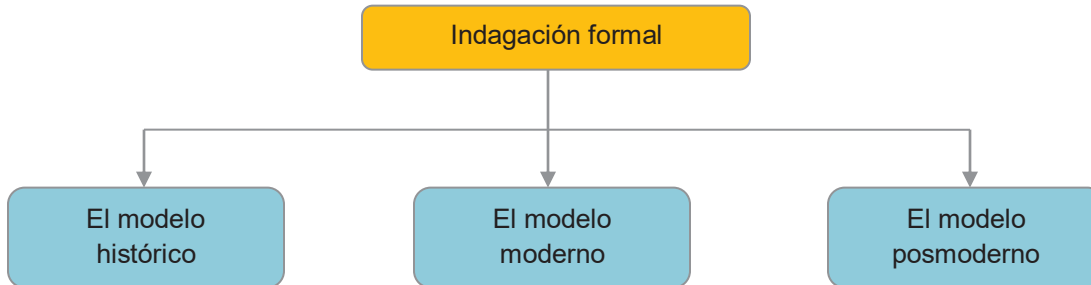 Indagación formal
El modelo
histórico
El modelo
moderno
El modelo
posmoderno